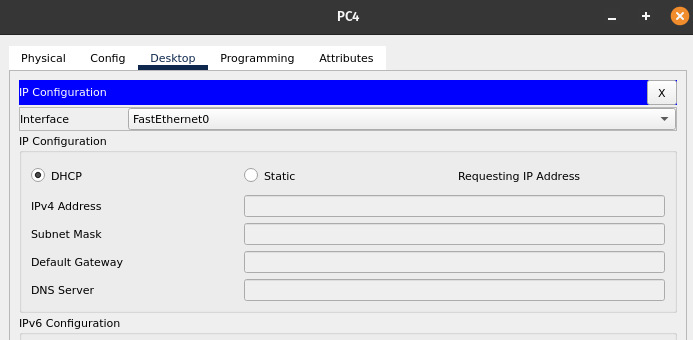 PC4
Physical Config Desktop Programming Attributes
IP Configuration X
Interface FastEthernet0
IP Configuration
DHCP Static Requesting IP Address
IPv4 Address
Subnet Mask
Default Gateway
DNS Server
IPv6 Configuration